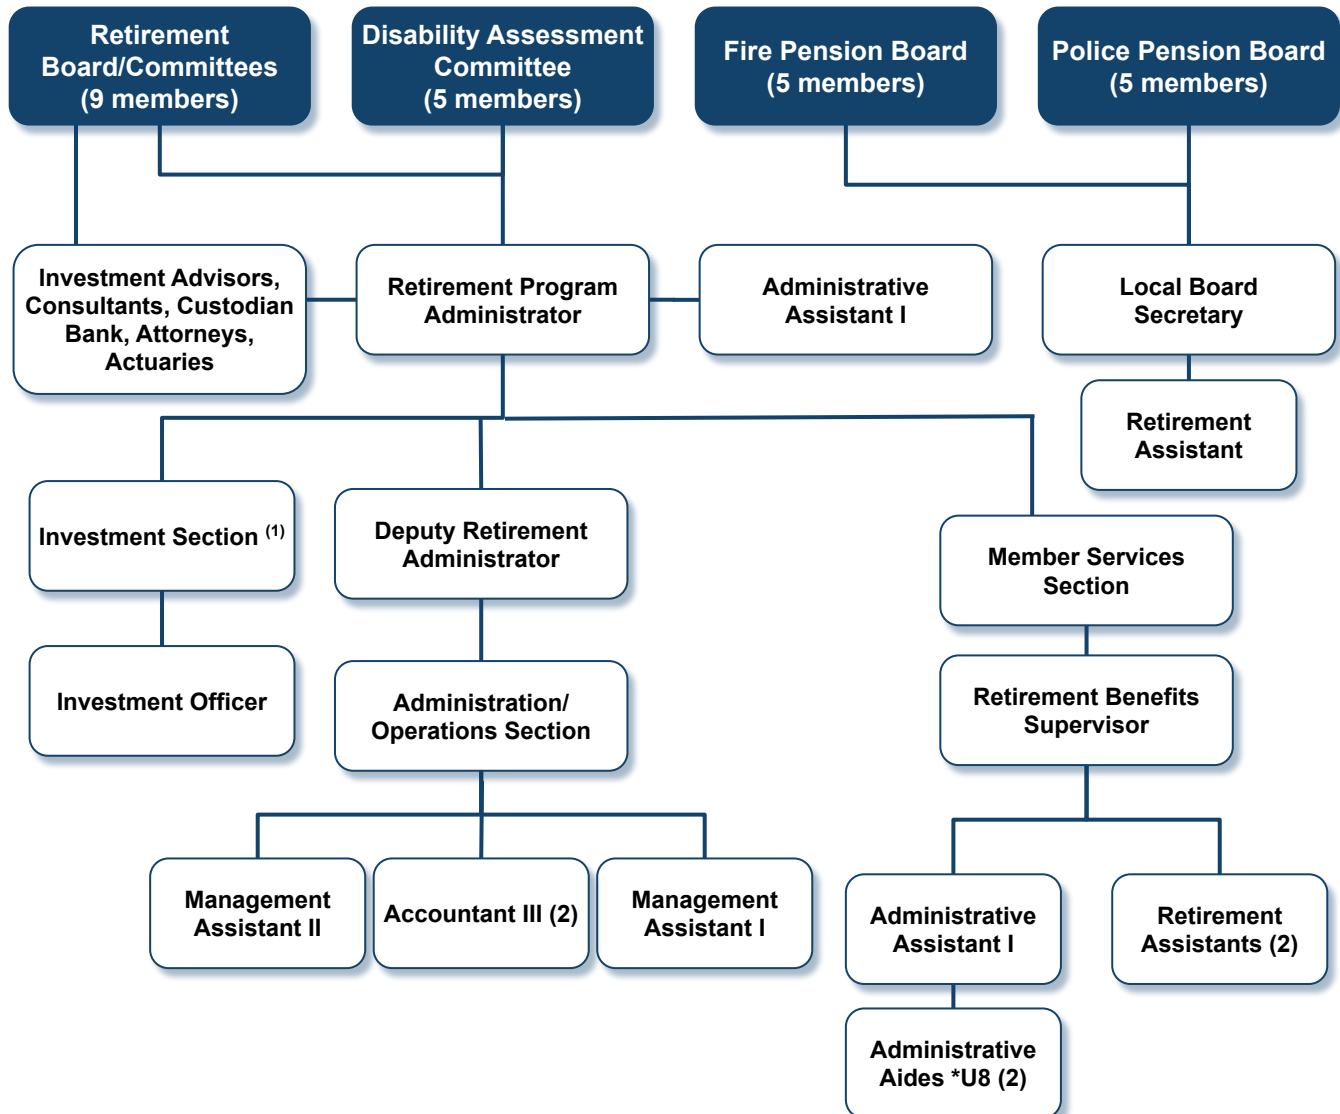 Retirement
Board/Committees
(9 members)
Disability Assessment
Committee
(5 members)
Fire Pension Board
(5 members)
Police Pension Board
(5 members)
Investment Advisors,
Consultants, Custodian
Bank, Attorneys,
Actuaries
Retirement Program
Administrator
Administrative
Assistant I
Local Board
Secretary
Retirement
Assistant
Investment Section (1)
Deputy Retirement
Administrator
Member Services
Section
Investment Officer
Administration/
Operations Section
Retirement Benefits
Supervisor
Management
Assistant II
Accountant III (2)
Management
Assistant I
Administrative
Assistant I
Retirement
Assistants (2)
Administrative
Aides *U8 (2)